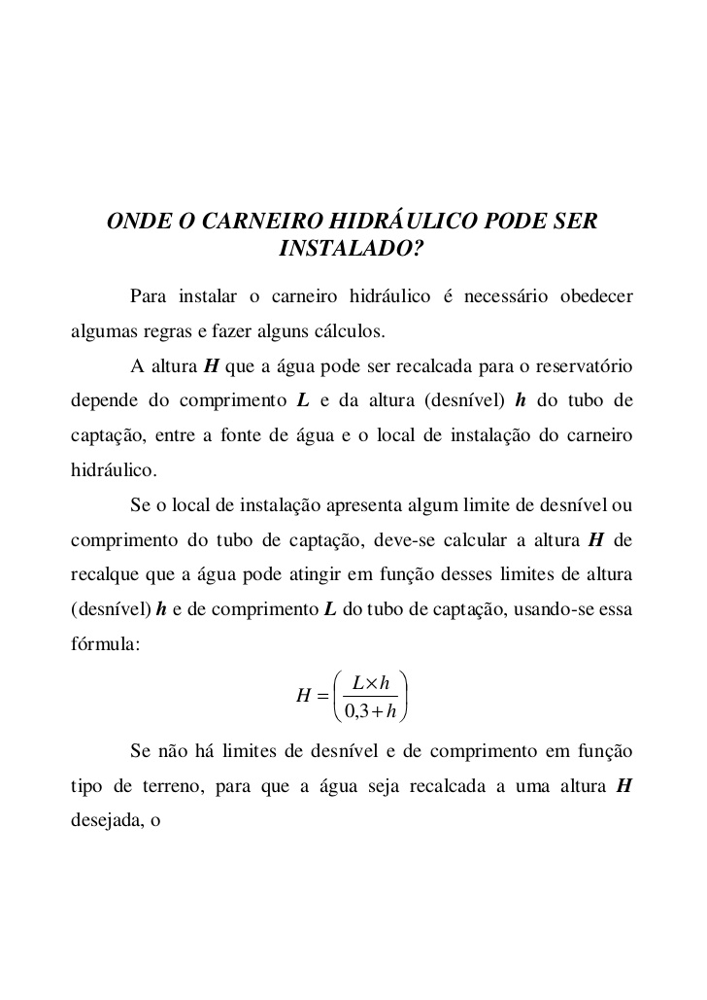 ONDE O CARNEIRO HIDRÁULICO PODE SER
INSTALADO?
Para instalar o carneiro hidráulico é necessário obedecer
algumas regras e fazer alguns cálculos.
A altura H que a água pode ser recalcada para o reservatório
depende do comprimento L e da altura (desnível) h do tubo de
captação, entre a fonte de água e o local de instalação do carneiro
hidráulico.
Se o local de instalação apresenta algum limite de desnível ou
comprimento do tubo de captação, deve-se calcular a altura H de
recalque que a água pode atingir em função desses limites de altura
(desnível) h e de comprimento L do tubo de captação, usando-se essa
fórmula:
H = ( L × h / 0,3 + h )
Se não há limites de desnível e de comprimento em função
tipo de terreno, para que a água seja recalcada a uma altura H
desejada, o